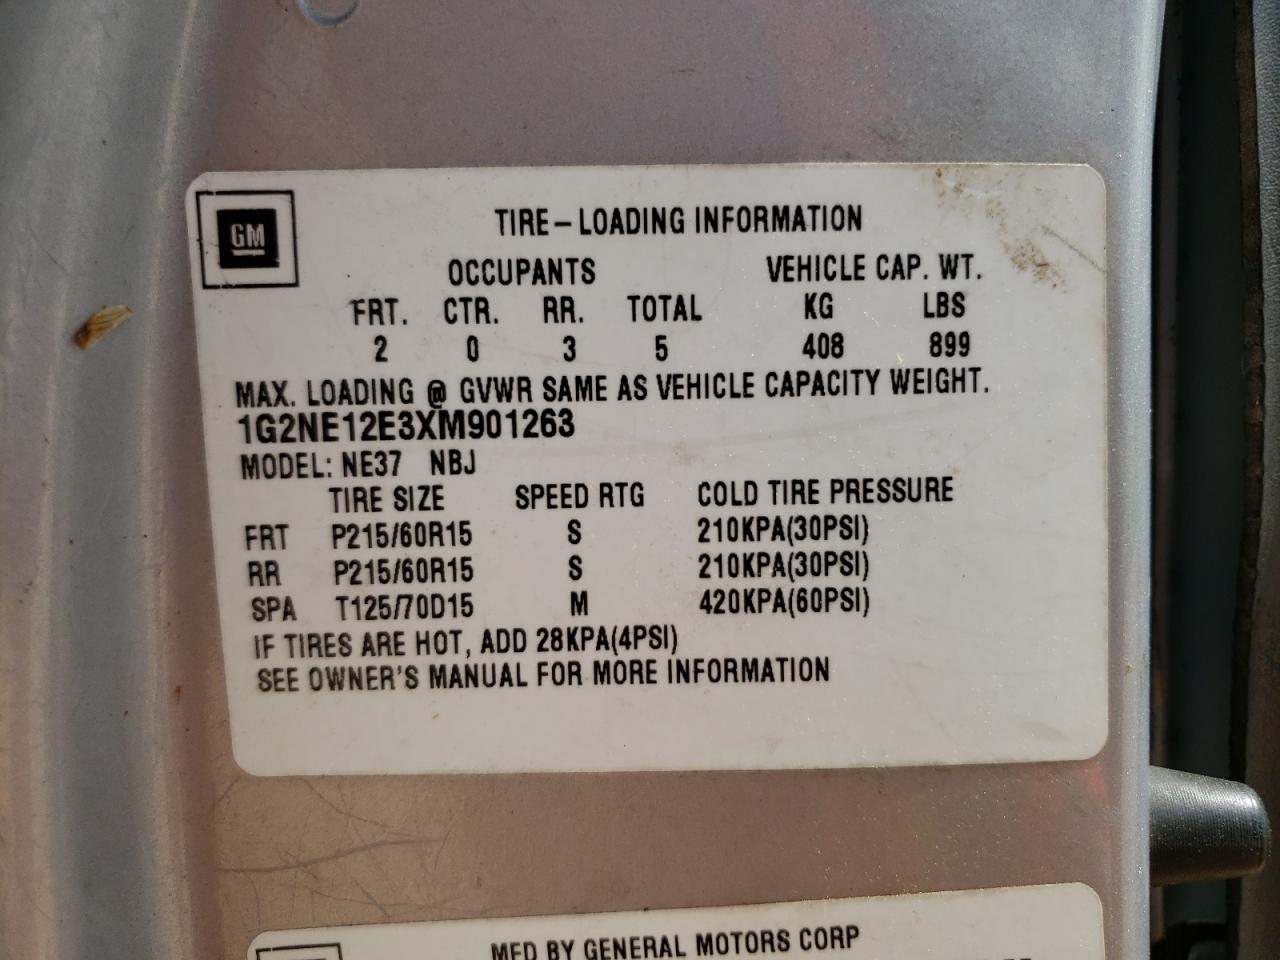 GM
TIRE-LOADING INFORMATION
OCCUPANTS VEHICLE CAP. WT.
FRT. CTR. RR. TOTAL KG LBS
2 0 3 5 408 899
MAX. LOADING @ GVWR SAME AS VEHICLE CAPACITY WEIGHT.
1G2NE12E3XM901263
MODEL: NE37 NBJ
TIRE SIZE SPEED RTG COLD TIRE PRESSURE
FRT P215/60R15 S 210KPA(30PSI)
RR P215/60R15 S 210KPA(30PSI)
SPA T125/70D15 M 420KPA(60PSI)
IF TIRES ARE HOT, ADD 28KPA(4PSI)
SEE OWNER'S MANUAL FOR MORE INFORMATION
MFD BY GENERAL MOTORS CORP